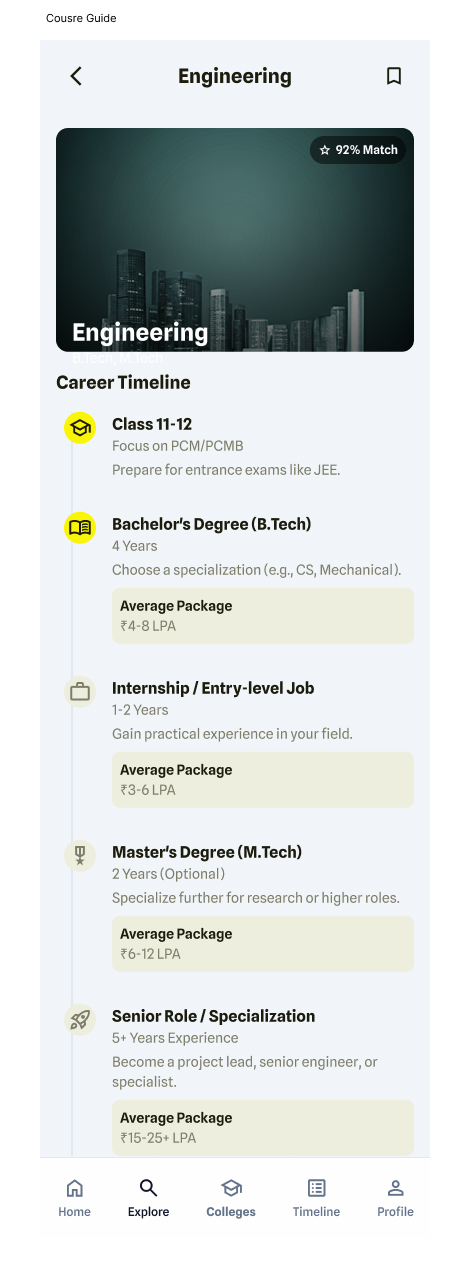 Cousre Guide
Engineering
92% Match
Engineering
B.Tech, M.Tech
Career Timeline
Class 11-12
Focus on PCM/PCMB
Prepare for entrance exams like JEE.
Bachelor's Degree (B.Tech)
4 Years
Choose a specialization (e.g., CS, Mechanical).
Average Package
₹4-8 LPA
Internship / Entry-level Job
1-2 Years
Gain practical experience in your field.
Average Package
₹3-6 LPA
Master's Degree (M.Tech)
2 Years (Optional)
Specialize further for research or higher roles.
Average Package
₹6-12 LPA
Senior Role / Specialization
5+ Years Experience
Become a project lead, senior engineer, or
specialist.
Average Package
₹15-25+ LPA
Home Explore Colleges Timeline Profile